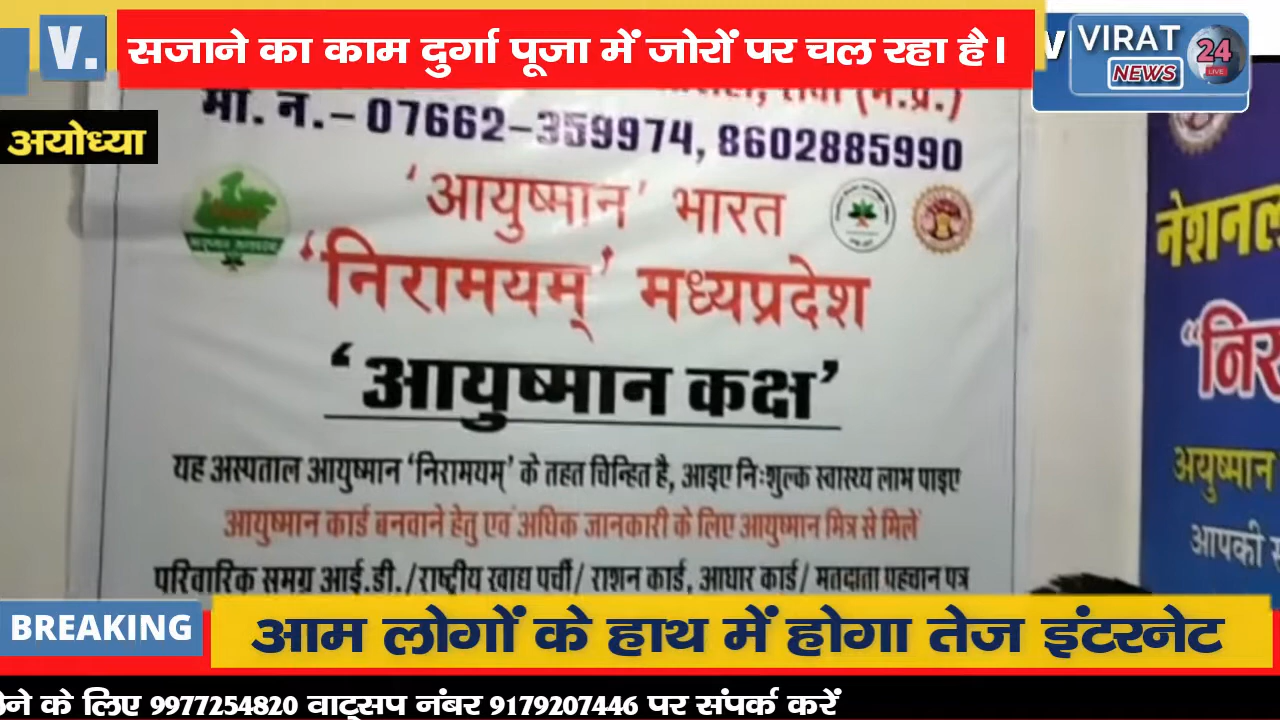 V. सजाने का काम दुर्गा पूजा में जोरों पर चल रहा है।
V VIRAT 24
NEWS LIVE
अयोध्या
(म.प्र.)
मो. न.– 07662–359974, 8602885990
‘आयुष्मान’ भारत
‘निरामयम्’ मध्यप्रदेश
‘आयुष्मान कक्ष’
यह अस्पताल आयुष्मान ‘निरामयम्’ के तहत चिन्हित है, आइए निःशुल्क स्वास्थ्य लाभ पाइए
आयुष्मान कार्ड बनवाने हेतु एवं अधिक जानकारी के लिए आयुष्मान मित्र से मिलें
परिवारिक समग्र आई.डी./राष्ट्रीय खाद्य पर्ची/ राशन कार्ड, आधार कार्ड/ मतदाता पहचान पत्र
नेशनल
“निर
अयुष्मान
आपकी
BREAKING आम लोगों के हाथ में होगा तेज इंटरनेट
के लिए 9977254820 वाट्सप नंबर 9179207446 पर संपर्क करें